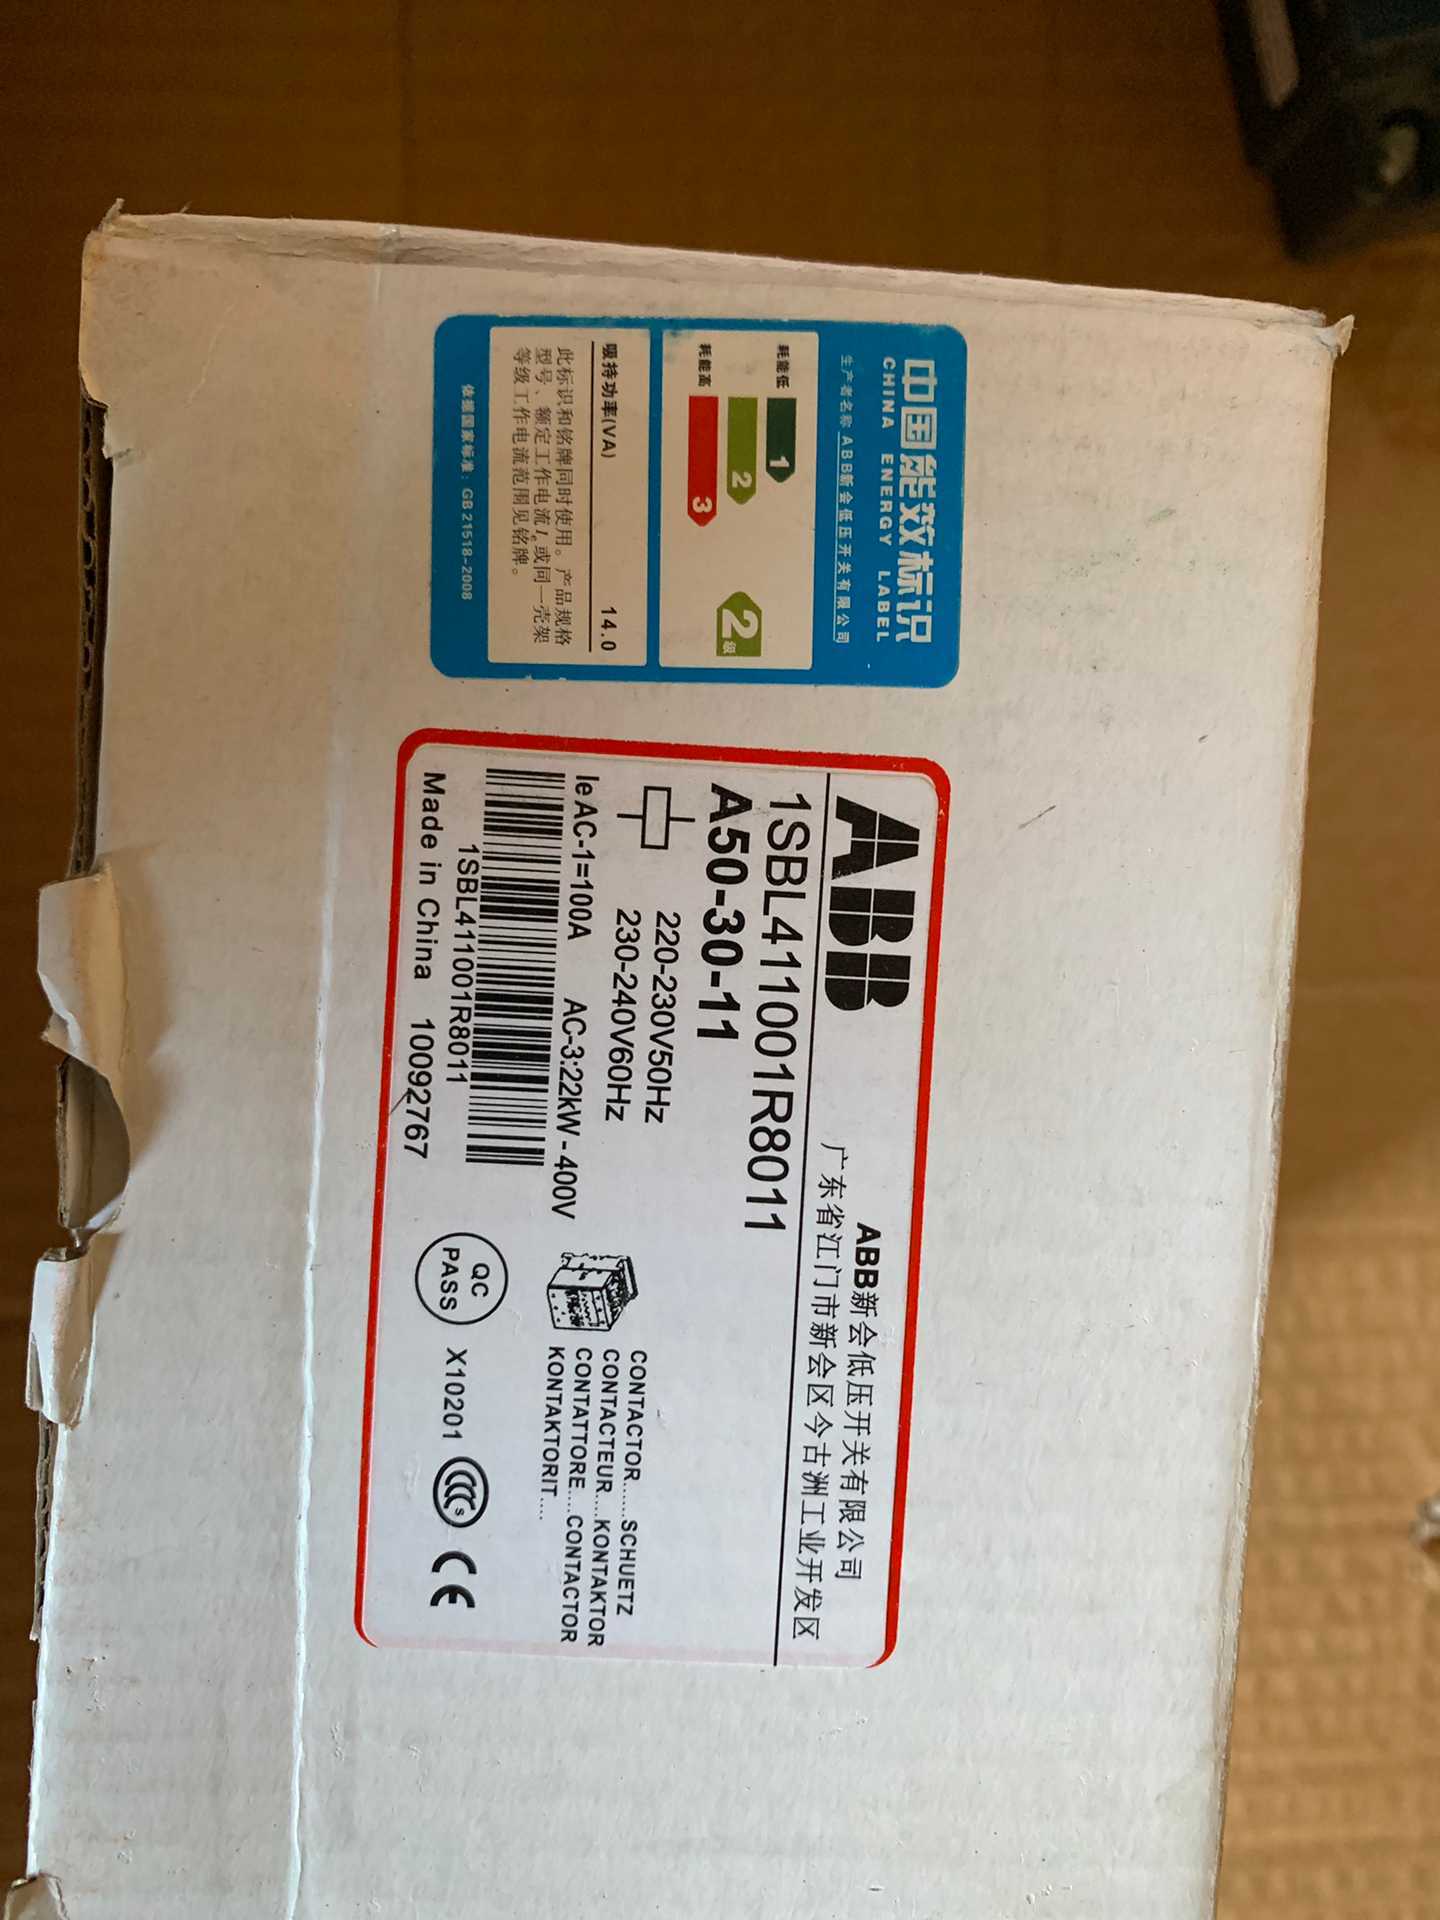 中国能效标识
CHINA ENERGY LABEL
生产者名称 ABB新会低压开关有限公司
耗能低
1
2
3
耗能高
2级
吸持功率(VA) 14.0
此标识和铭牌同时使用。产品规格
型号、额定工作电流Ie或同一壳架
等级工作电流范围见铭牌。
依据国家标准：GB 21518-2008
ABB
ABB新会低压开关有限公司
广东省江门市新会区今古洲工业开发区
1SBL411001R8011
A50-30-11
220-230V50Hz
230-240V60Hz
Ie AC-1=100A AC-3:22kW - 400V
CONTACTOR......SCHUETZ
CONTACTEUR...KONTAKTOR
CONTATTORE....CONTACTOR
KONTAKTORIT....
1SBL411001R8011
Made in China 10092767
QC
PASS
X10201
CCC S
CE